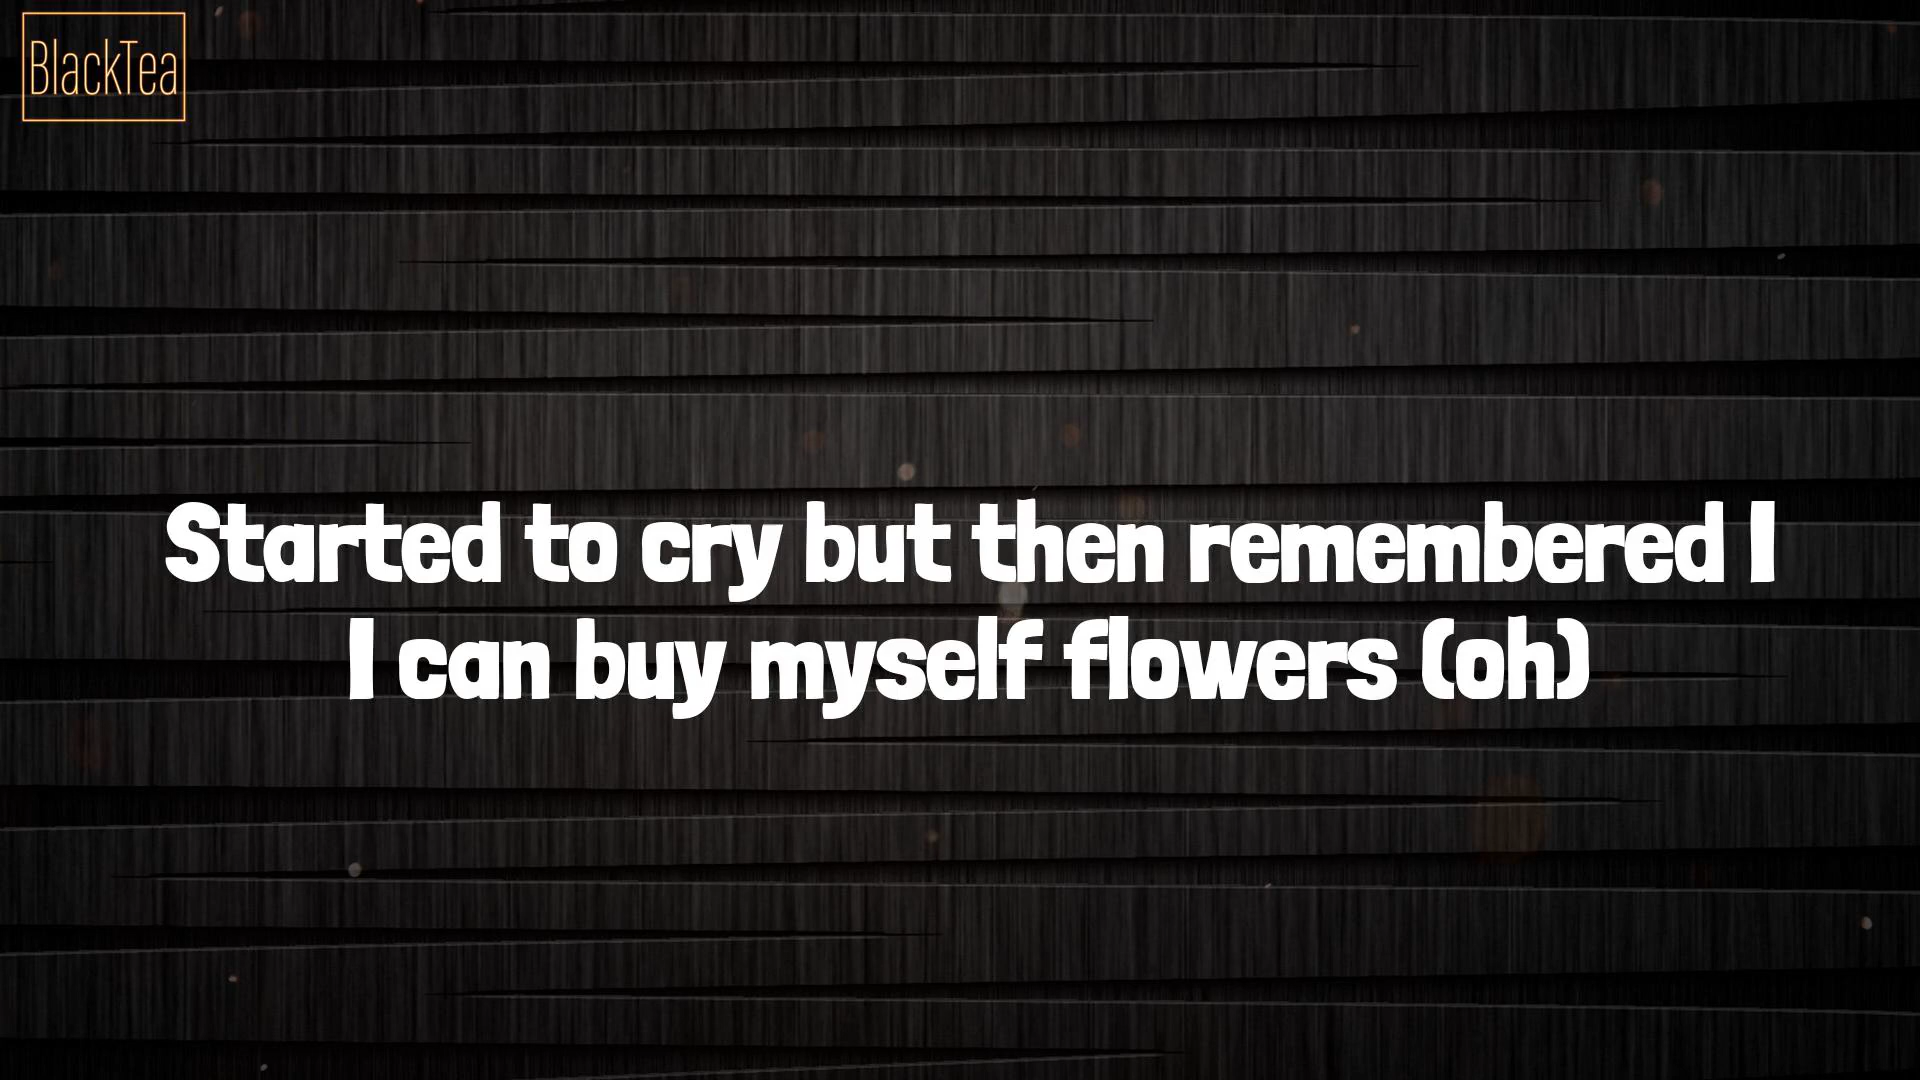 BlackTea
Started to cry but then remembered I
I can buy myself flowers (oh)